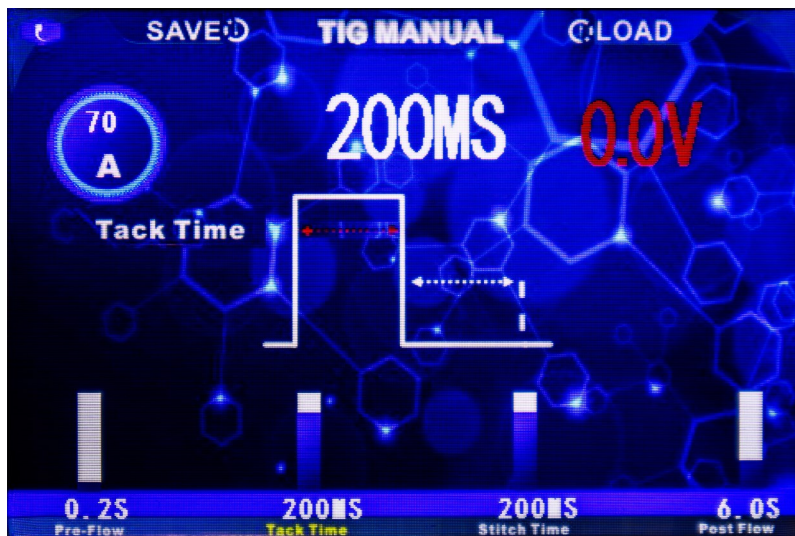 SAVE TIG MANUAL LOAD
70 200MS 0.0V
A
Tack Time
0.2S 200MS 200MS 6.0S
Pre-Flow Tack Time Stitch Time Post Flow